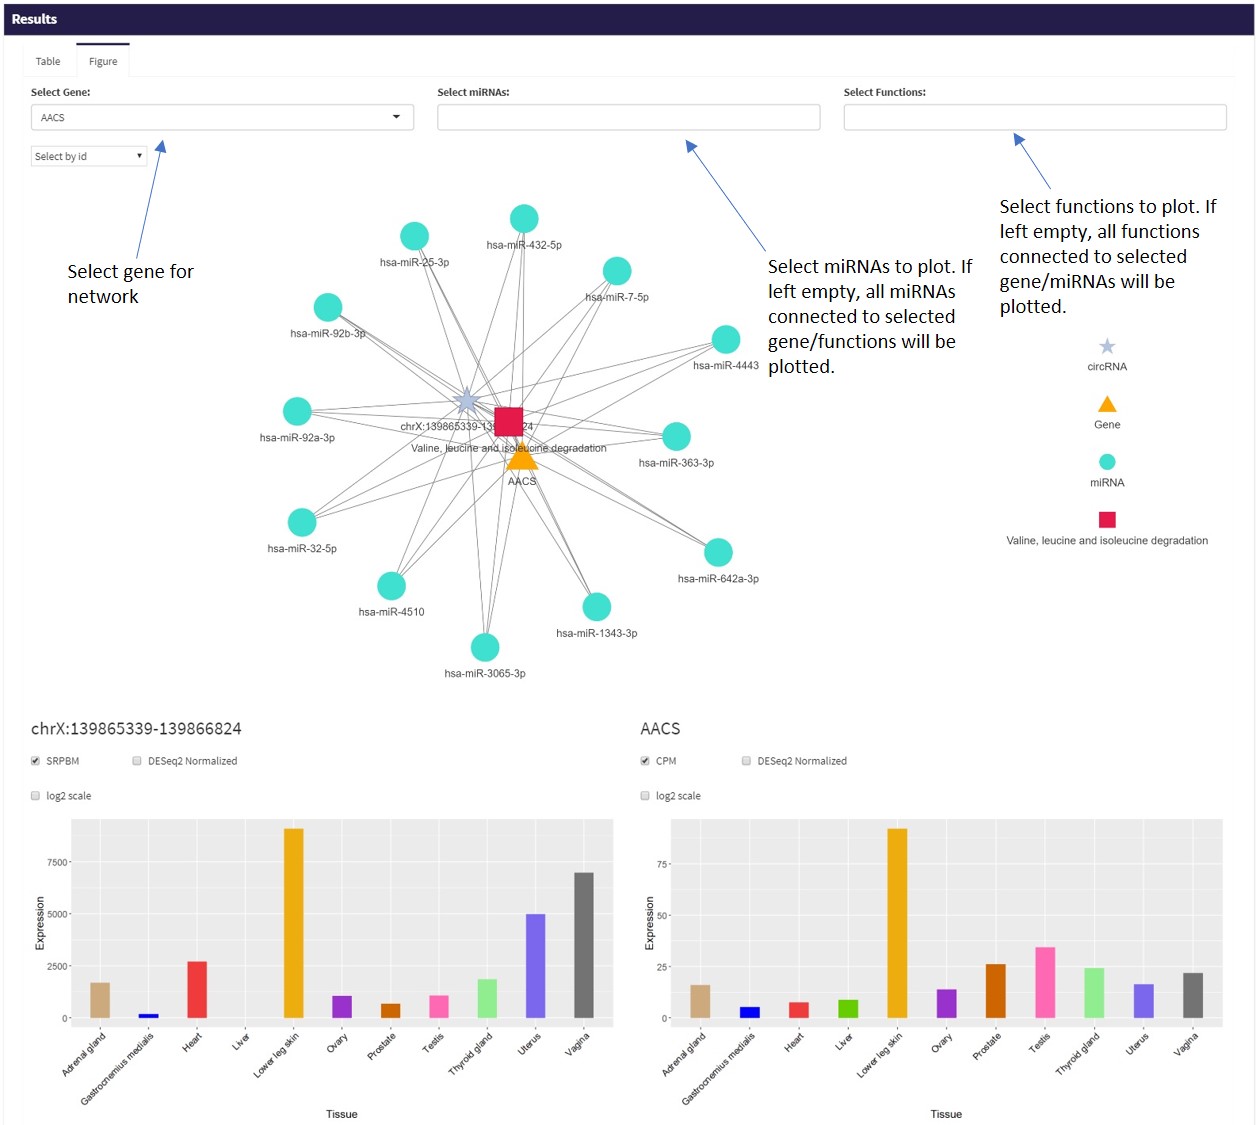 Results
Table
Figure
Select Gene:
Select miRNAs:
Select Functions:
AACS
Select by id
Select gene for
network
Select miRNAs to plot. If
left empty, all miRNAs
connected to selected
gene/functions will be
plotted.
Select functions to plot. If
left empty, all functions
connected to selected
gene/miRNAs will be
plotted.
hsa-miR-432-5p
hsa-miR-25-3p
hsa-miR-7-5p
hsa-miR-92b-3p
hsa-miR-4443
hsa-miR-92a-3p
chrX:139865339-13 24
Valine, leucine and isoleucine degradation
hsa-miR-363-3p
AACS
hsa-miR-32-5p
hsa-miR-642a-3p
hsa-miR-4510
hsa-miR-1343-3p
hsa-miR-3065-3p
circRNA
Gene
miRNA
Valine, leucine and isoleucine degradation
chrX:139865339-139866824
SRPBM
DESeq2 Normalized
log2 scale
Expression
7500
5000
2500
0
Adrenal gland
Gastrocnemius medialis
Heart
Liver
Lower leg skin
Ovary
Prostate
Testis
Thyroid gland
Uterus
Vagina
Tissue
AACS
CPM
DESeq2 Normalized
log2 scale
Expression
75
50
25
0
Adrenal gland
Gastrocnemius medialis
Heart
Liver
Lower leg skin
Ovary
Prostate
Testis
Thyroid gland
Uterus
Vagina
Tissue